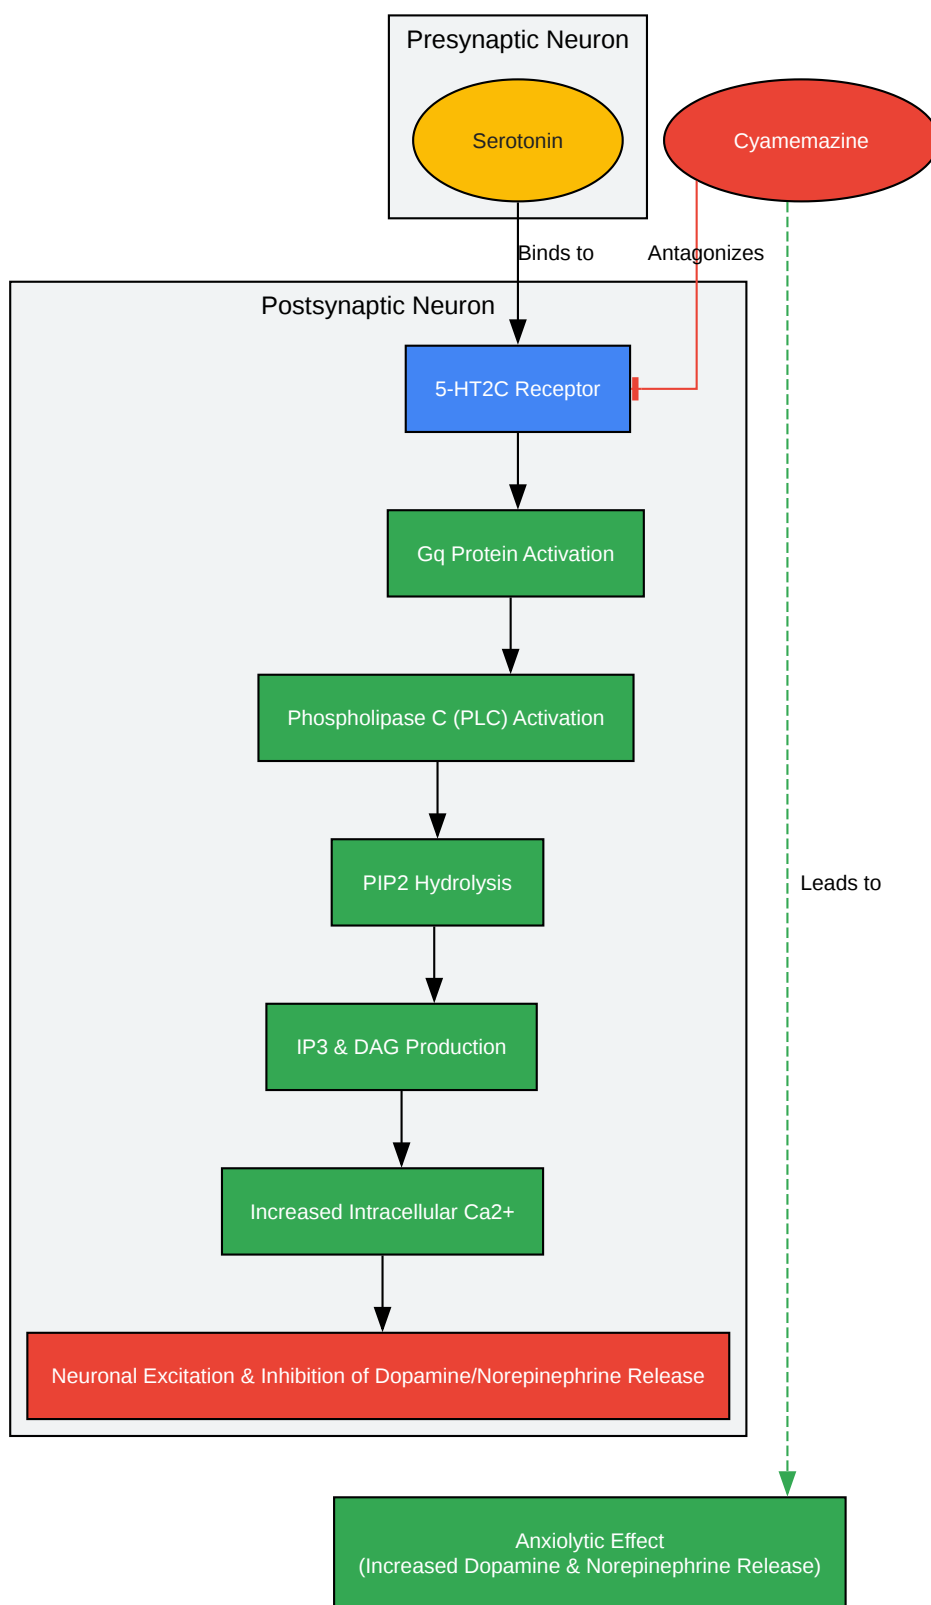 Presynaptic Neuron
Serotonin
Cyamemazine
Binds to
Antagonizes
Postsynaptic Neuron
5-HT2C Receptor
Gq Protein Activation
Phospholipase C (PLC) Activation
PIP2 Hydrolysis
Leads to
IP3 & DAG Production
Increased Intracellular Ca2+
Neuronal Excitation & Inhibition of Dopamine/Norepinephrine Release
Anxiolytic Effect
(Increased Dopamine & Norepinephrine Release)